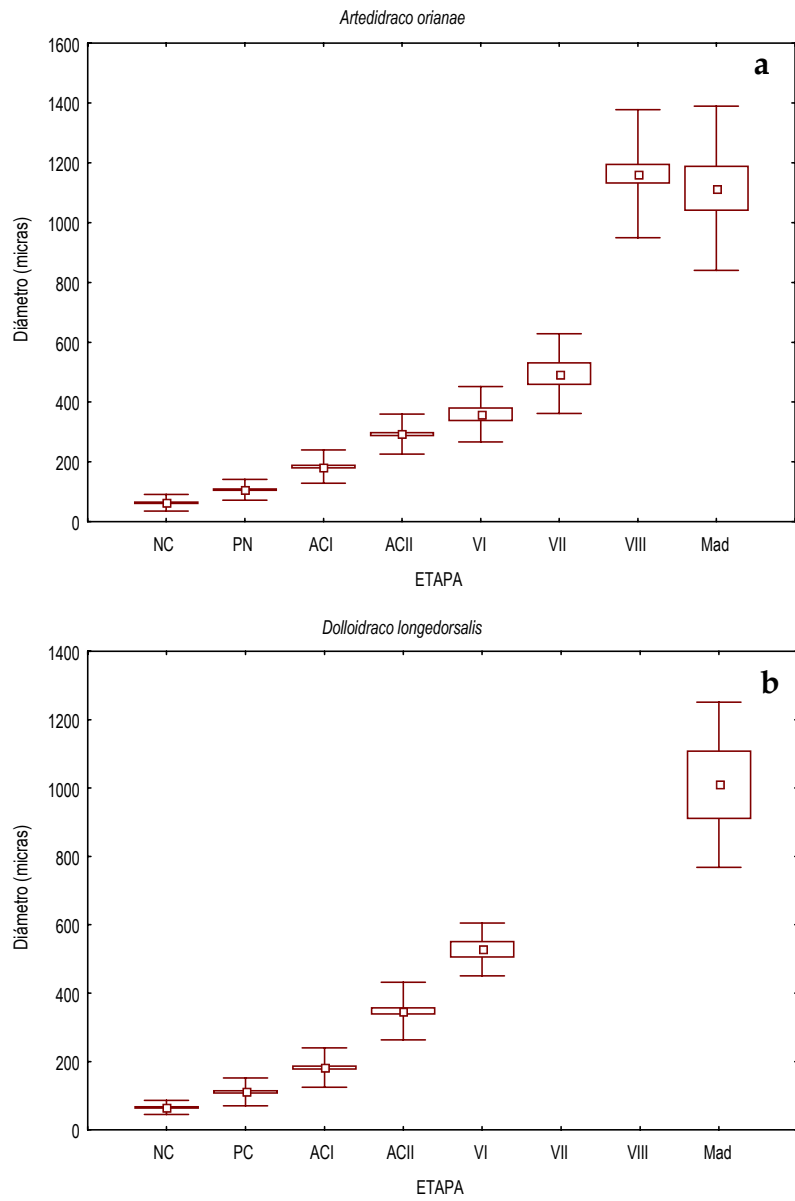 Artedidraco orianae
a
1600
1400
1200
1000
800
600
400
200
0
Diámetro (micras)
NC PN ACI ACII VI VII VIII Mad
ETAPA
Dolloidraco longedorsalis
b
1400
1200
1000
800
600
400
200
0
Diámetro (micras)
NC PC ACI ACII VI VII VIII Mad
ETAPA